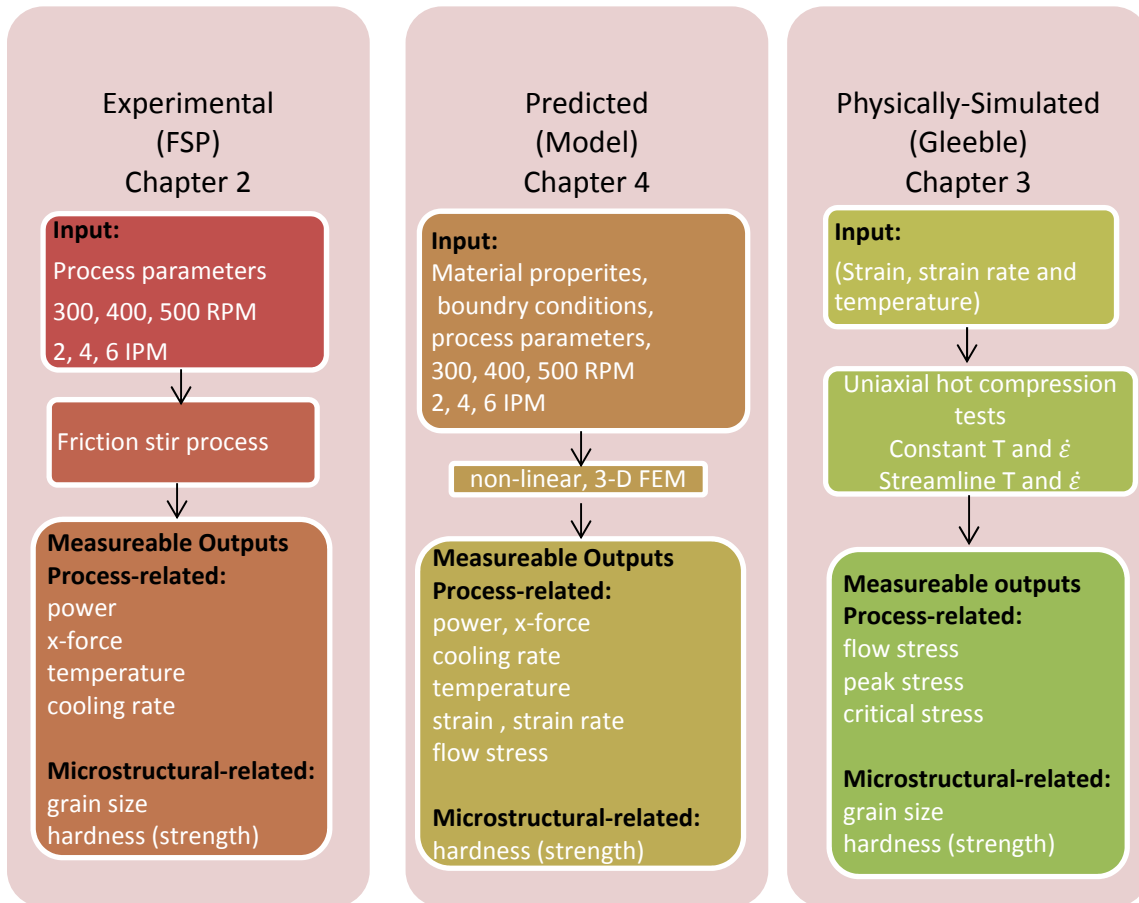 Experimental
(FSP)
Chapter 2
Input:
Process parameters
300, 400, 500 RPM
2, 4, 6 IPM
Friction stir process
Measureable Outputs
Process-related:
power
x-force
temperature
cooling rate
Microstructural-related:
grain size
hardness (strength)
Predicted
(Model)
Chapter 4
Input:
Material properites,
boundry conditions,
process parameters,
300, 400, 500 RPM
2, 4, 6 IPM
non-linear, 3-D FEM
Measureable Outputs
Process-related:
power, x-force
cooling rate
temperature
strain , strain rate
flow stress
Microstructural-related:
hardness (strength)
Physically-Simulated
(Gleeble)
Chapter 3
Input:
(Strain, strain rate and
temperature)
Uniaxial hot compression
tests
Constant T and ε̇
Streamline T and ε̇
Measureable outputs
Process-related:
flow stress
peak stress
critical stress
Microstructural-related:
grain size
hardness (strength)